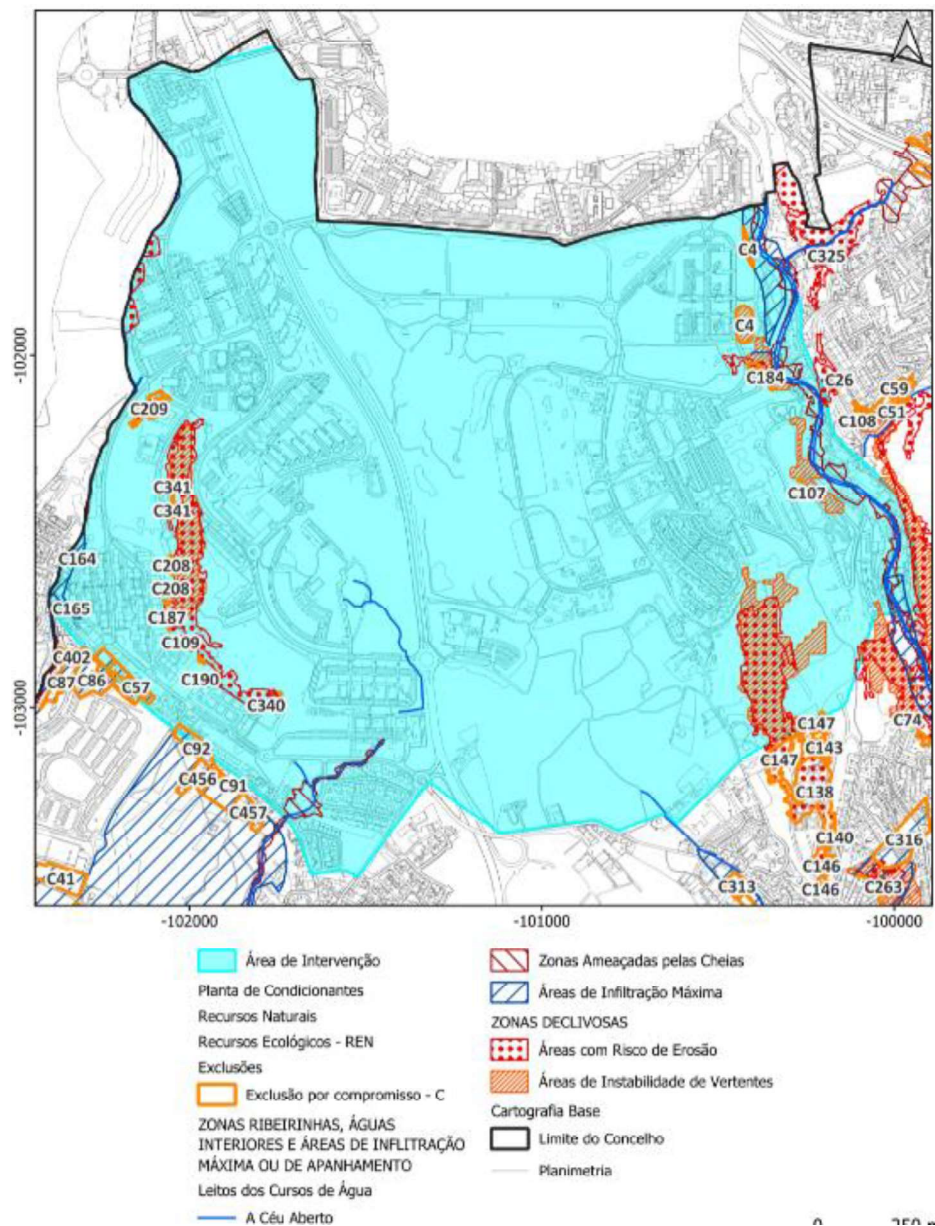 C4
C325
-102000
C4
C184
C26
C59
C209
C108
C51
C341
C107
C341
C164
C208
C208
C165
C187
C109
C402
C190
C87
C86
C57
C340
-103000
C74
C147
C92
C143
C147
C456
C91
C138
C457
C140
C316
C146
C41
C313
C146
C263
-102000
-101000
-100000
Área de Intervenção
Planta de Condicionantes
Recursos Naturais
Recursos Ecológicos - REN
Exclusões
Exclusão por compromisso - C
ZONAS RIBEIRINHAS, ÁGUAS
INTERIORES E ÁREAS DE INFLITRAÇÃO
MÁXIMA OU DE APANHAMENTO
Leitos dos Cursos de Água
A Céu Aberto
Zonas Ameaçadas pelas Cheias
Áreas de Infiltração Máxima
ZONAS DECLIVOSAS
Áreas com Risco de Erosão
Áreas de Instabilidade de Vertentes
Cartografia Base
Limite do Concelho
Planimetria